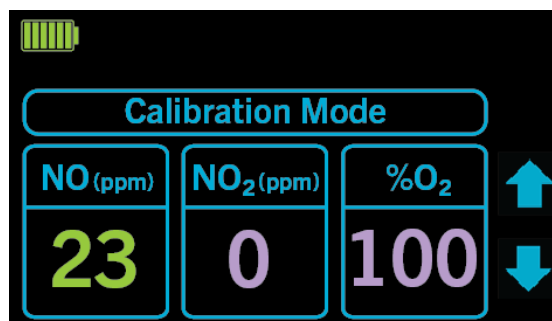 Calibration Mode
NO (ppm) NO₂ (ppm) %O₂
23 0 100